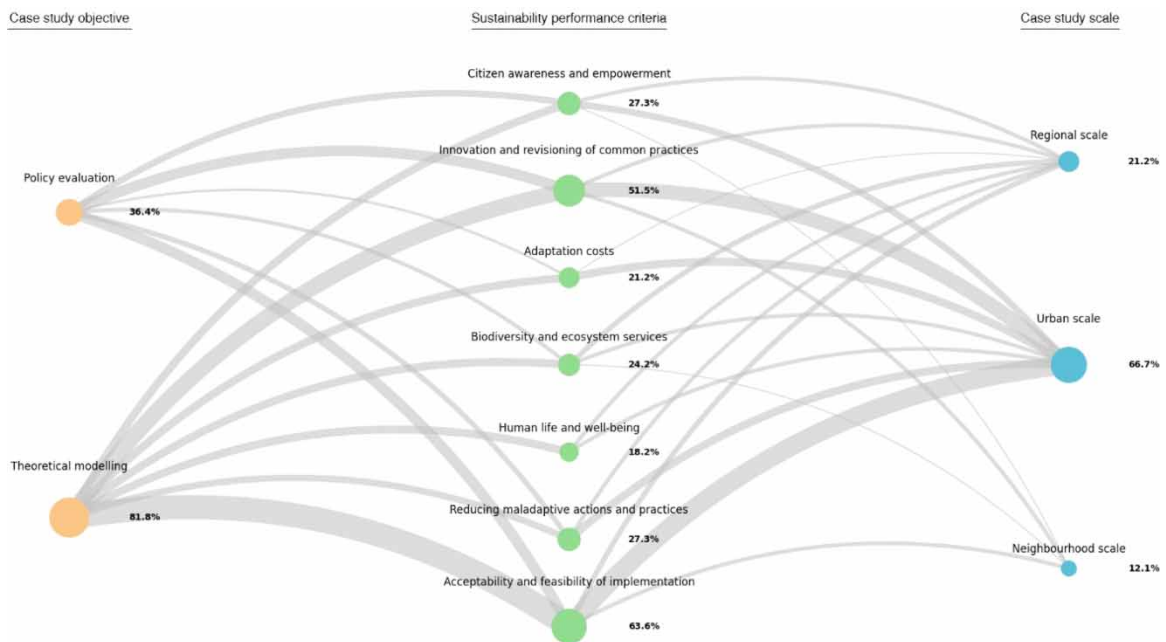 Case study objective
Sustainability performance criteria
Case study scale
Policy evaluation
36.4%
Theoretical modelling
81.8%
Citizen awareness and empowerment
27.3%
Innovation and revisioning of common practices
51.5%
Adaptation costs
21.2%
Biodiversity and ecosystem services
24.2%
Human life and well-being
18.2%
Reducing maladaptive actions and practices
27.3%
Acceptability and feasibility of implementation
63.6%
Regional scale
21.2%
Urban scale
66.7%
Neighbourhood scale
12.1%